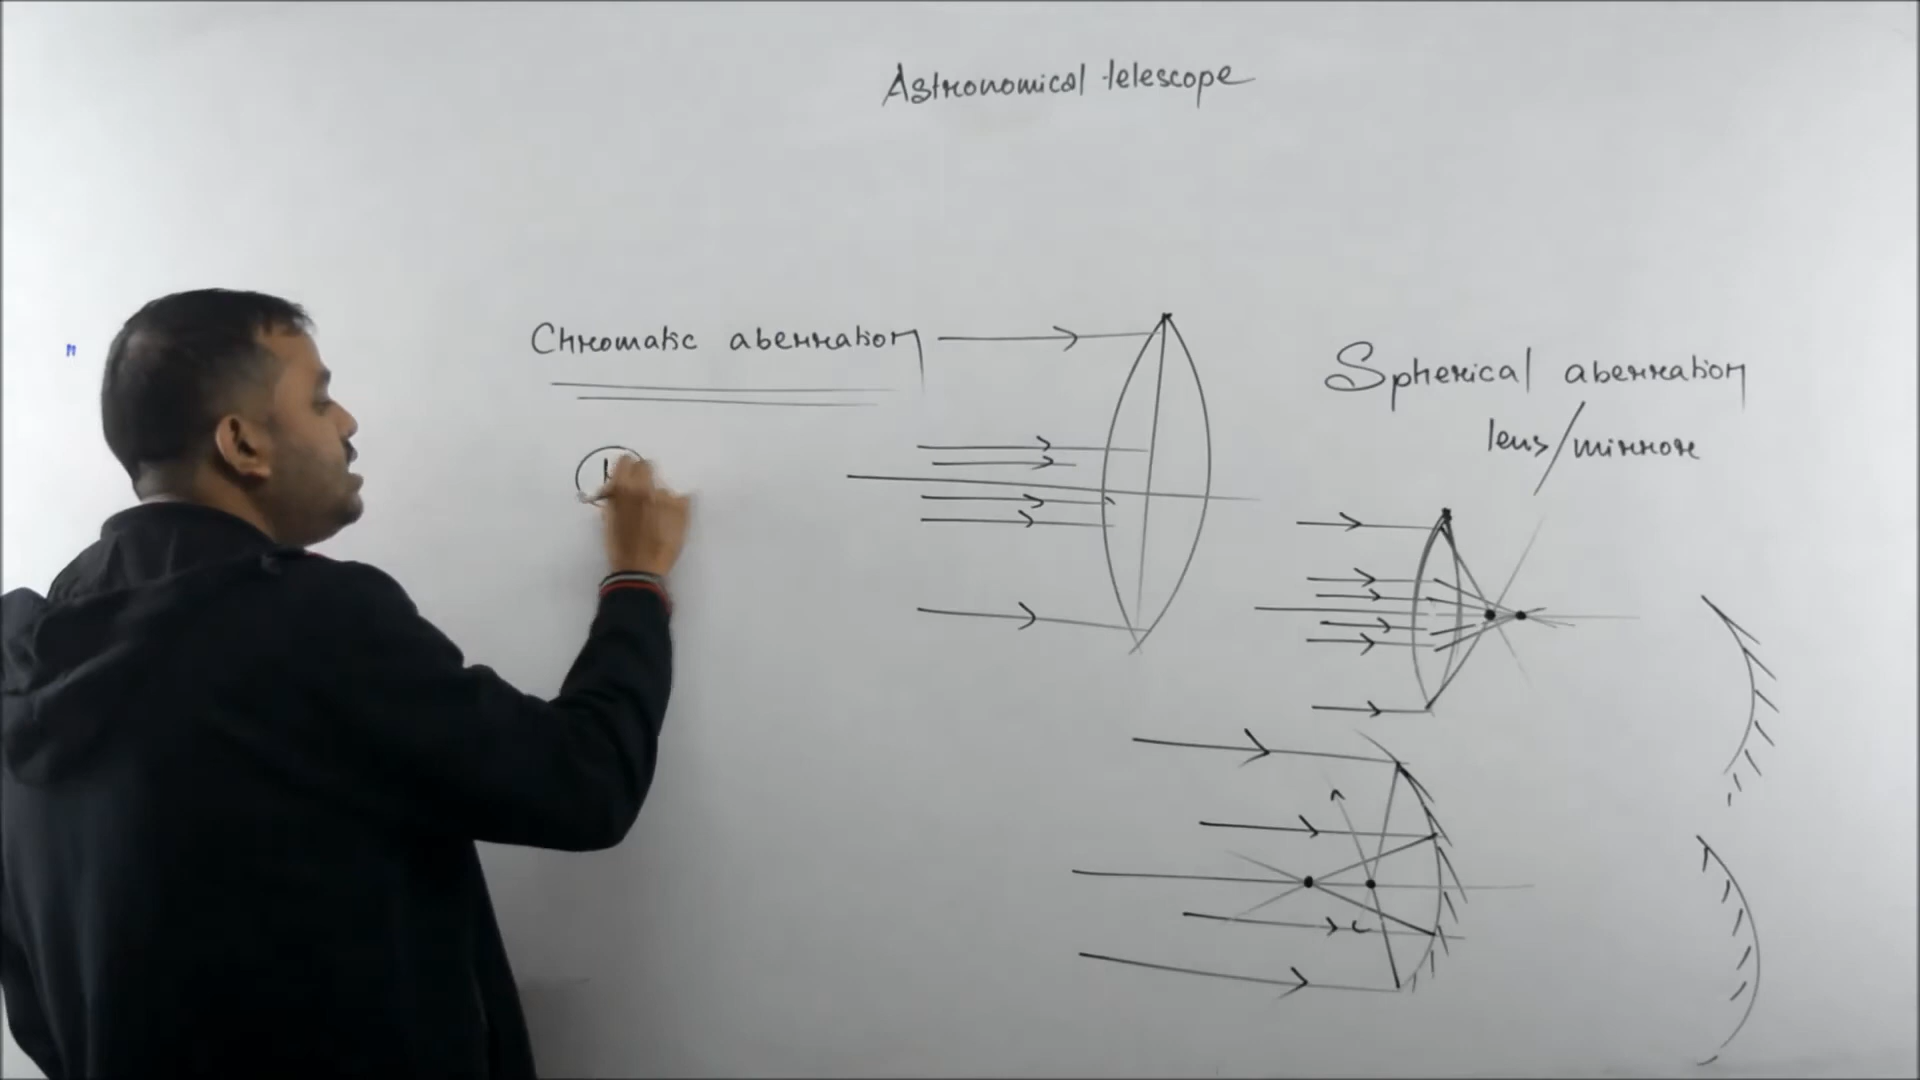 Astronomical telescope
Chromatic aberration
Spherical aberration
lens/mirror